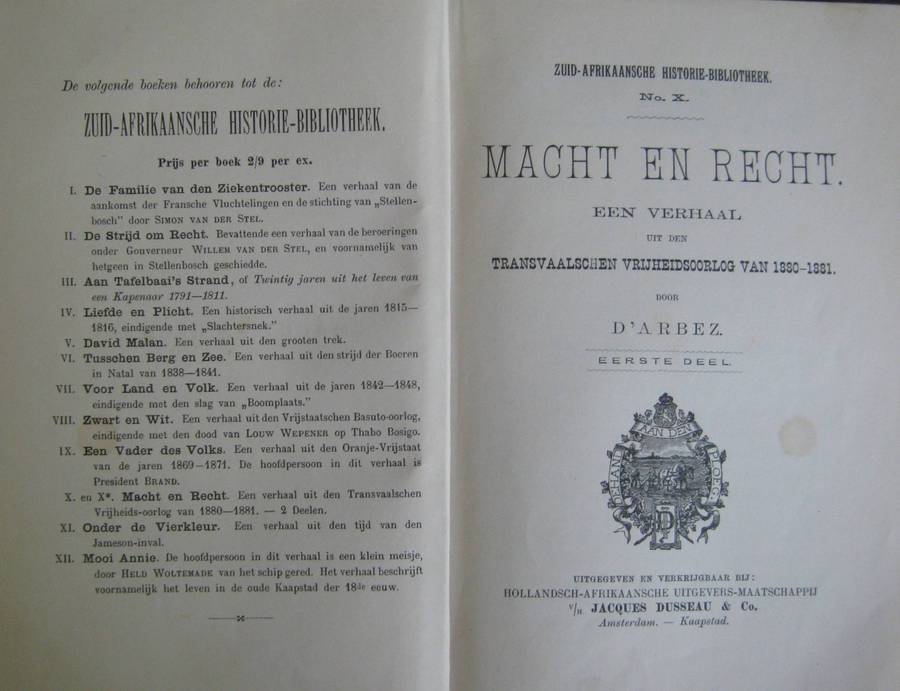 De volgende boeken behooren tot de:
ZUID-AFRIKAANSCHE HISTORIE-BIBLIOTHEEK.
Prijs per boek 2/9 per ex.
I. De Familie van den Ziekentrooster. Een verhaal van de
aankomst der Fransche Vluchtelingen en de stichting van „Stellen-
bosch” door SIMON VAN DER STEL.
II. De Strijd om Recht. Bevattende een verhaal van de beroeringen
onder Gouverneur WILLEM VAN DER STEL, en voornamelijk van
hetgeen in Stellenbosch geschiedde.
III. Aan Tafelbaai's Strand, of Twintig jaren uit het leven van
een Kapenaar 1791—1811.
IV. Liefde en Plicht. Een historisch verhaal uit de jaren 1815—
1816, eindigende met „Slachtersnek.”
V. David Malan. Een verhaal uit den grooten trek.
VI. Tusschen Berg en Zee. Een verhaal uit den strijd der Boeren
in Natal van 1838—1841.
VII. Voor Land en Volk. Een verhaal uit de jaren 1842—1848,
eindigende met den slag van „Boomplaats.”
VIII. Zwart en Wit. Een verhaal uit den Vrijstaatschen Basuto-oorlog,
eindigende met den dood van LOUW WEPENER op Thabo Bosigo.
IX. Een Vader des Volks. Een verhaal uit den Oranje-Vrijstaat
van de jaren 1869-1871. De hoofdpersoon in dit verhaal is
President BRAND.
X. en X*. Macht en Recht. Een verhaal uit den Transvaalschen
Vrijheids-oorlog van 1880—1881. — 2 Deelen.
XI. Onder de Vierkleur. Een verhaal uit den tijd van den
Jameson-inval.
XII. Mooi Annie. De hoofdpersoon in dit verhaal is een klein meisje,
door HELD WOLTEMADE van het schip gered. Het verhaal beschrijft
voornamelijk het leven in de oude Kaapstad der 18de eeuw.
ZUID-AFRIKAANSCHE HISTORIE-BIBLIOTHEEK.
No. X.
MACHT EN RECHT.
EEN VERHAAL
UIT DEN
TRANSVAALSCHEN VRIJHEIDSOORLOG VAN 1880-1881.
DOOR
D'ARBEZ.
EERSTE DEEL.
DE HAND
AAN DEN
PLOEG
UITGEGEVEN EN VERKRIJGBAAR BIJ:
HOLLANDSCH-AFRIKAANSCHE UITGEVERS-MAATSCHAPPIJ
v/h JACQUES DUSSEAU & Co.
Amsterdam. — Kaapstad.